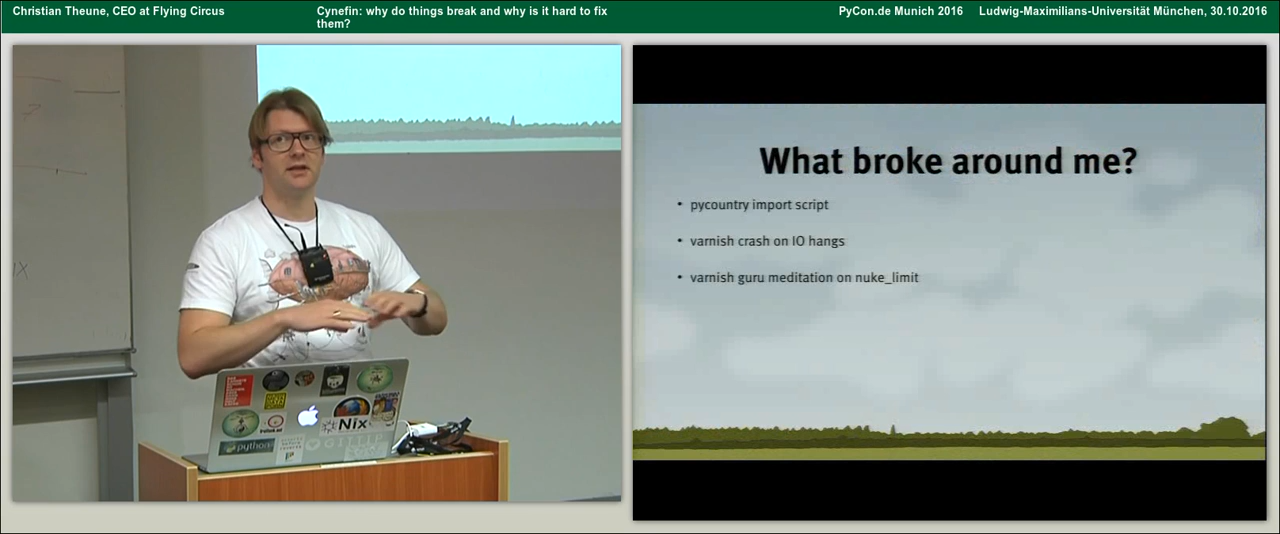 Christian Theune, CEO at Flying Circus
Cynefin: why do things break and why is it hard to fix
them?
PyCon.de Munich 2016
Ludwig-Maximilians-Universität München, 30.10.2016
What broke around me?
• pycountry import script
• varnish crash on IO hangs
• varnish guru meditation on nuke_limit
Nix
python
GITTIP